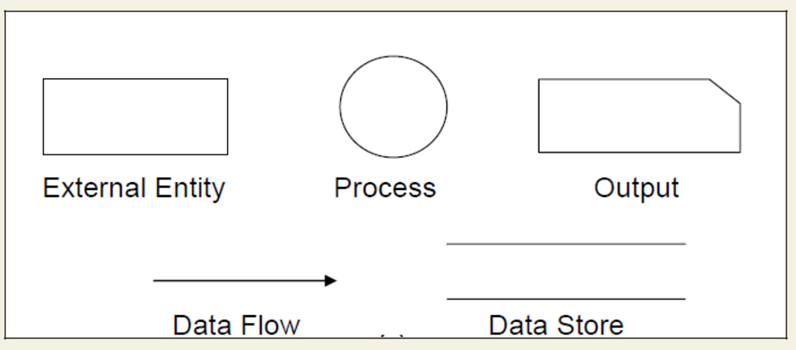 External Entity Process Output
Data Flow Data Store